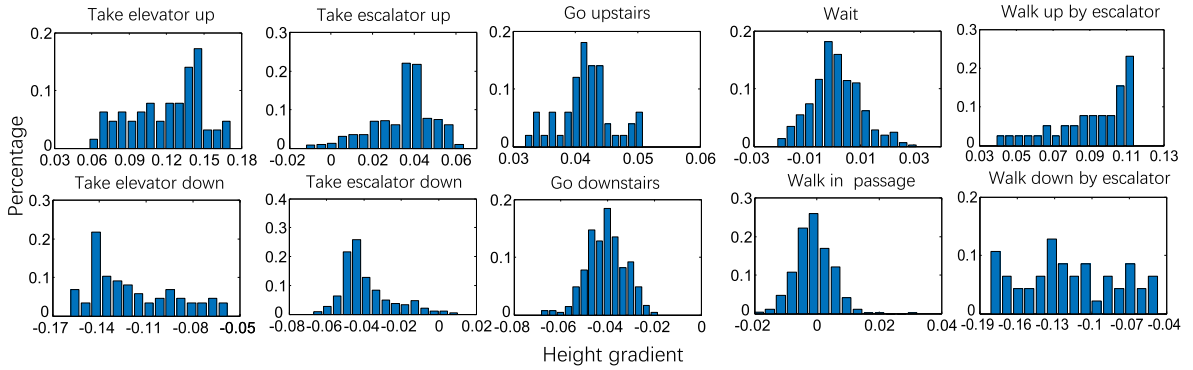 Take elevator up
Take escalator up
Go upstairs
Wait
Walk up by escalator
0.2
0.1
0
0.03 0.06 0.09 0.12 0.15 0.18
0.3
0.2
0.1
0
-0.02 0 0.02 0.04 0.06 0.08
0.2
0.1
0
0.03 0.04 0.05 0.06
0.2
0.1
0
-0.03 -0.01 0.01 0.03
0.3
0.2
0.1
0
0.03 0.05 0.07 0.09 0.11 0.13
Percentage
Take elevator down
Take escalator down
Go downstairs
Walk in passage
Walk down by escalator
0.3
0.2
0.1
0
-0.17 -0.14 -0.11 -0.08 -0.05
0.4
0.3
0.2
0.1
0
-0.08 -0.06 -0.04 -0.02 0 0.02
0.2
0.1
0
-0.08 -0.06 -0.04 -0.02 0
0.3
0.2
0.1
0
-0.02 0 0.02 0.04
0.2
0.1
0
-0.19 -0.16 -0.13 -0.1 -0.07 -0.04
Height gradient